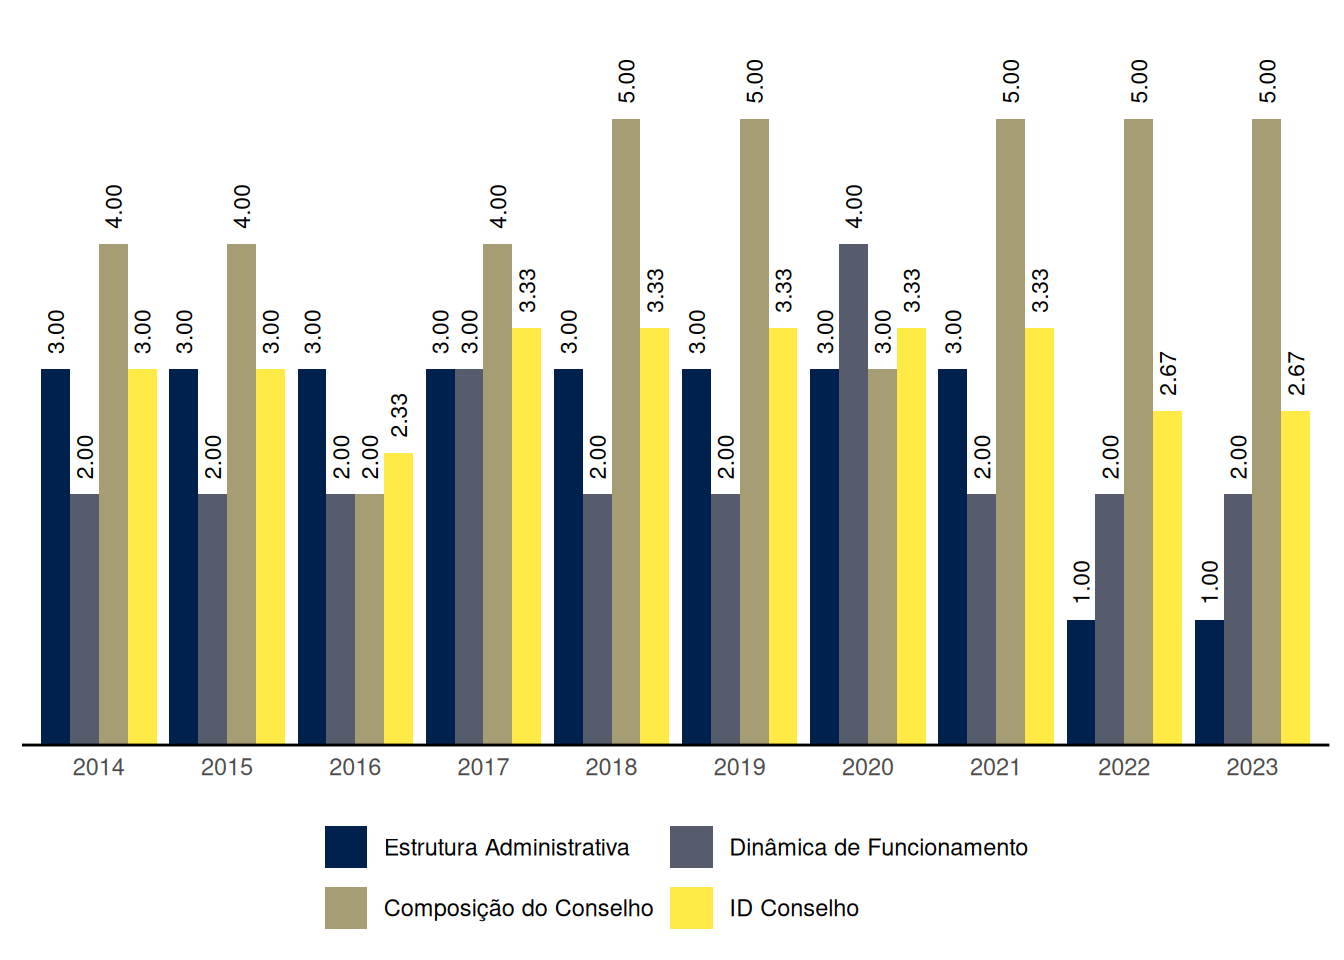 3.00 2.00 4.00 3.00
3.00 2.00 4.00 3.00
3.00 2.00 2.00 2.33
3.00 3.00 4.00 3.33
3.00 2.00 5.00 3.33
3.00 2.00 5.00 3.33
3.00 4.00 3.00 3.33
3.00 2.00 5.00 3.33
1.00 2.00 5.00 2.67
1.00 2.00 5.00 2.67
2014 2015 2016 2017 2018 2019 2020 2021 2022 2023
Estrutura Administrativa Dinâmica de Funcionamento
Composição do Conselho ID Conselho